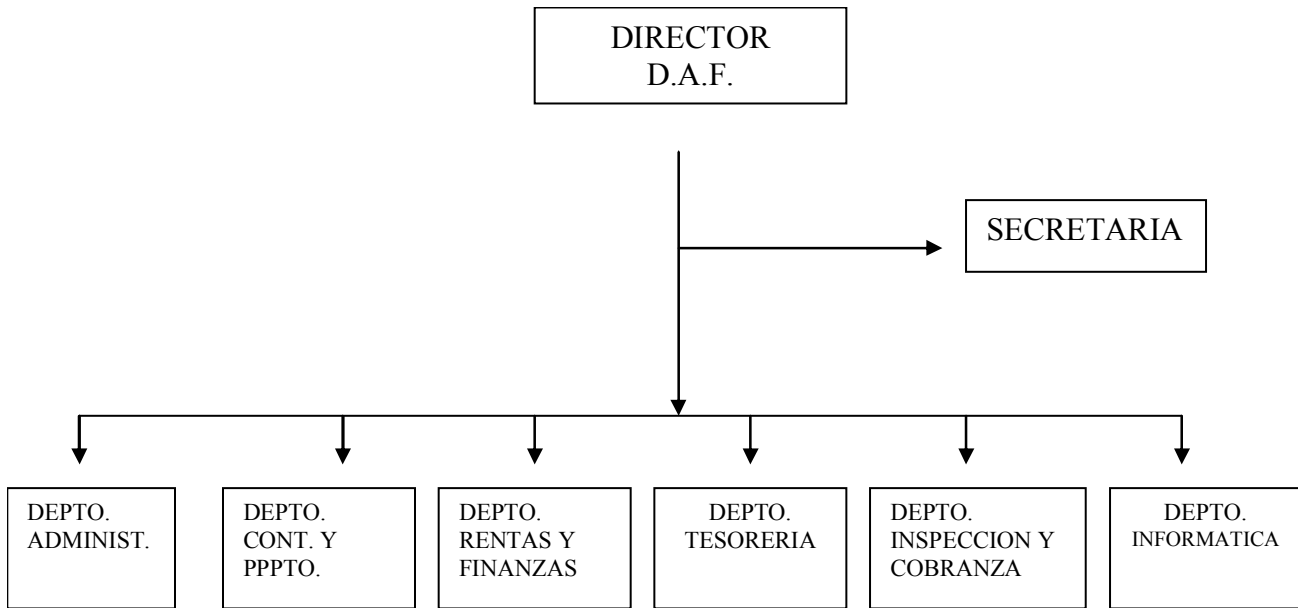 DIRECTOR
D.A.F.
SECRETARIA
DEPTO.
ADMINIST.
DEPTO.
CONT. Y
PPPTO.
DEPTO.
RENTAS Y
FINANZAS
DEPTO.
TESORERIA
DEPTO.
INSPECCION Y
COBRANZA
DEPTO.
INFORMATICA